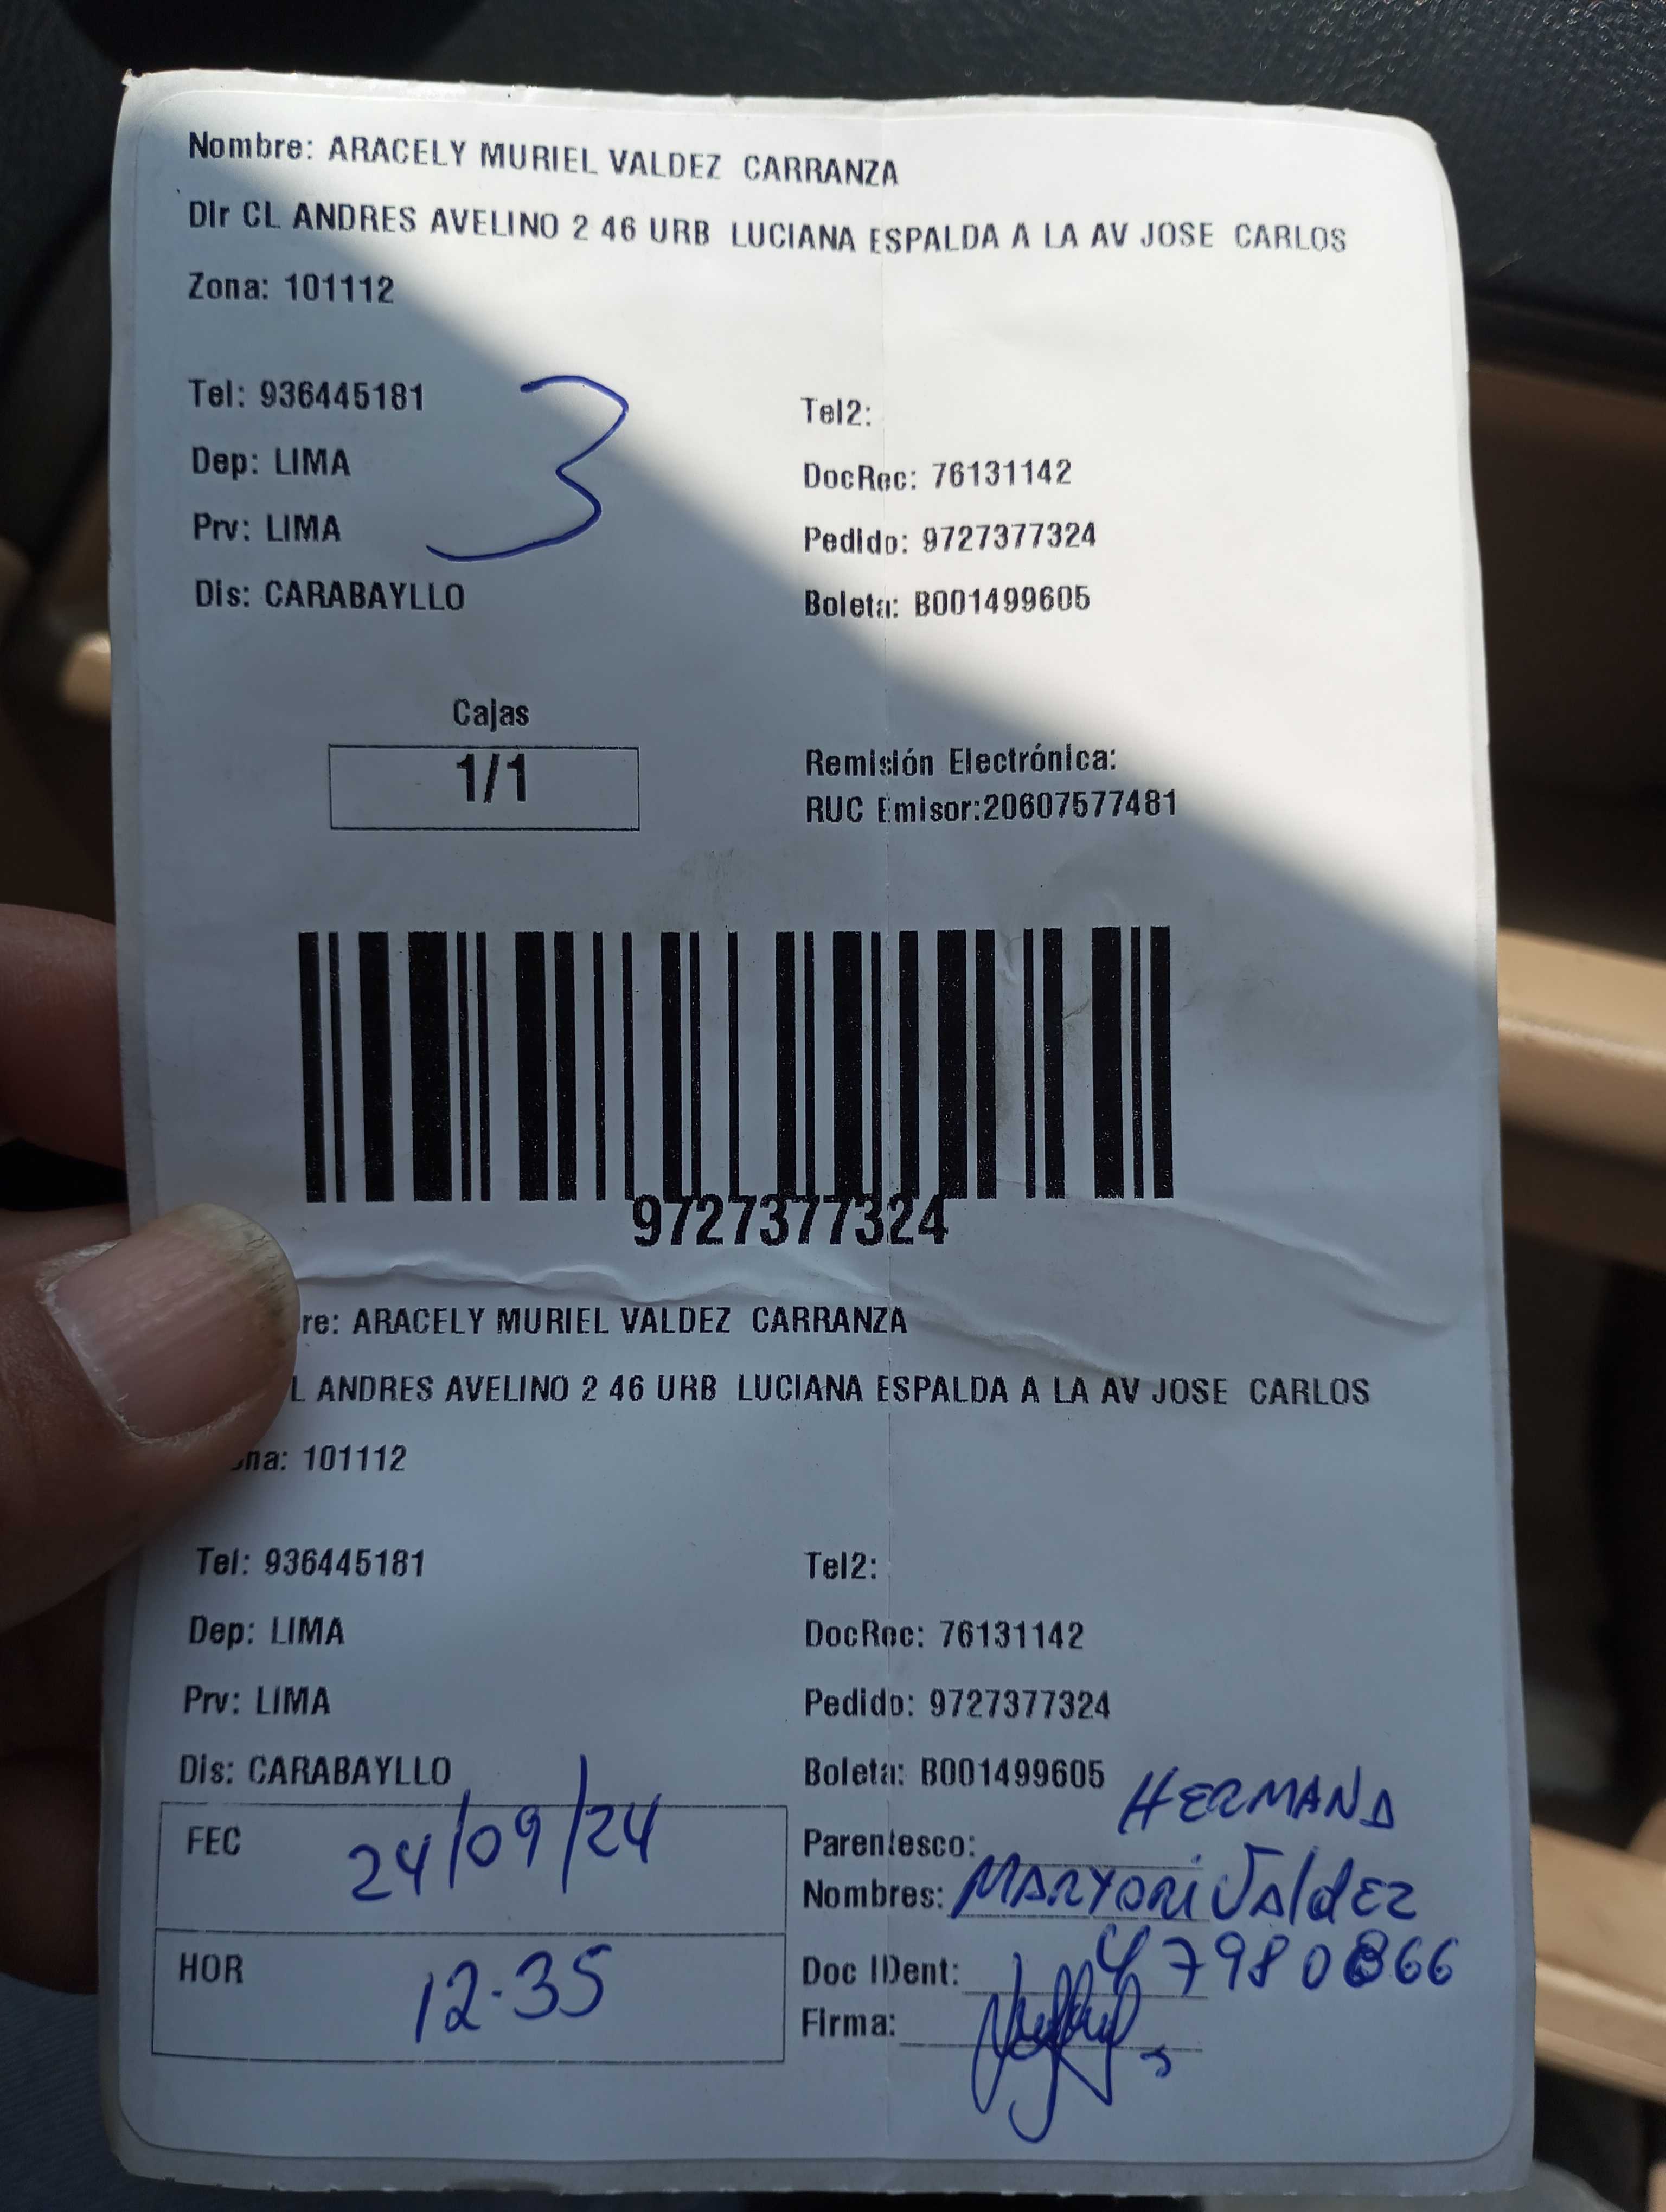 Nombre: ARACELY MURIEL VALDEZ CARRANZA
Dir CL ANDRES AVELINO 2 46 URB LUCIANA ESPALDA A LA AV JOSE CARLOS
Zona: 101112
3
Tel: 936445181 Tel2:
Dep: LIMA DocRec: 76131142
Prv: LIMA Pedido: 9727377324
Dis: CARABAYLLO Boleta: B001499605
Cajas
1/1
Remisión Electrónica:
RUC Emisor:20607577481
9727377324
re: ARACELY MURIEL VALDEZ CARRANZA
L ANDRES AVELINO 2 46 URB LUCIANA ESPALDA A LA AV JOSE CARLOS
na: 101112
Tel: 936445181 Tel2:
Dep: LIMA DocRec: 76131142
Prv: LIMA Pedido: 9727377324
Dis: CARABAYLLO Boleta: B001499605
FEC 24/09/24 Parentesco: HERMANA
Nombres: MARYORI VALdEZ
HOR 12.35 Doc IDent: 47980866
Firma: